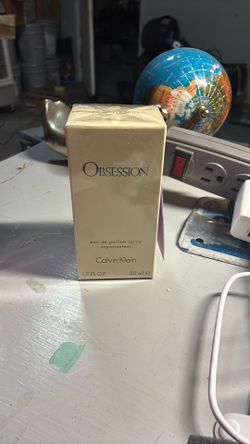 OBSESSION
eau de parfum spray
vaporisateur
Calvin Klein
1.7 FL OZ 50 ml e